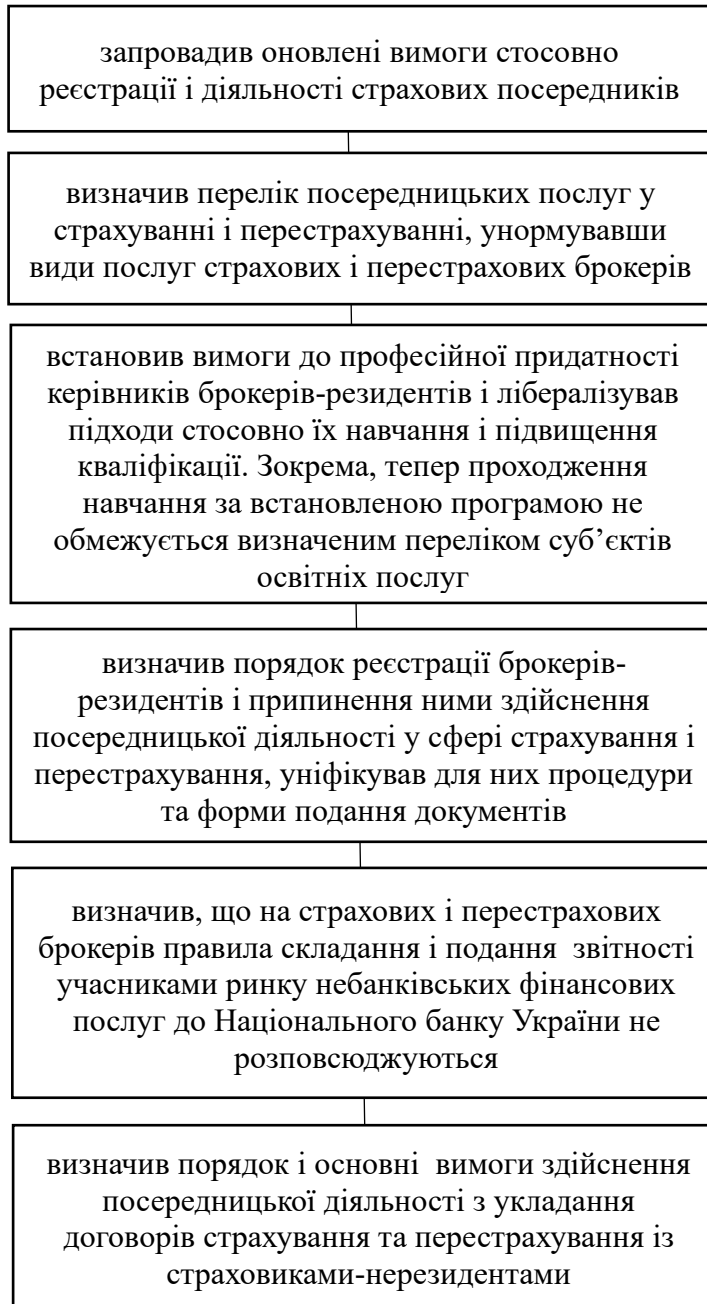 запровадив оновлені вимоги стосовно
реєстрації і діяльності страхових посередників
визначив перелік посередницьких послуг у
страхуванні і перестрахуванні, унормувавши
види послуг страхових і перестрахових брокерів
встановив вимоги до професійної придатності
керівників брокерів-резидентів і лібералізував
підходи стосовно їх навчання і підвищення
кваліфікації. Зокрема, тепер проходження
навчання за встановленою програмою не
обмежується визначеним переліком суб’єктів
освітніх послуг
визначив порядок реєстрації брокерів-
резидентів і припинення ними здійснення
посередницької діяльності у сфері страхування і
перестрахування, уніфікував для них процедури
та форми подання документів
визначив, що на страхових і перестрахових
брокерів правила складання і подання звітності
учасниками ринку небанківських фінансових
послуг до Національного банку України не
розповсюджуються
визначив порядок і основні вимоги здійснення
посередницької діяльності з укладання
договорів страхування та перестрахування із
страховиками-нерезидентами